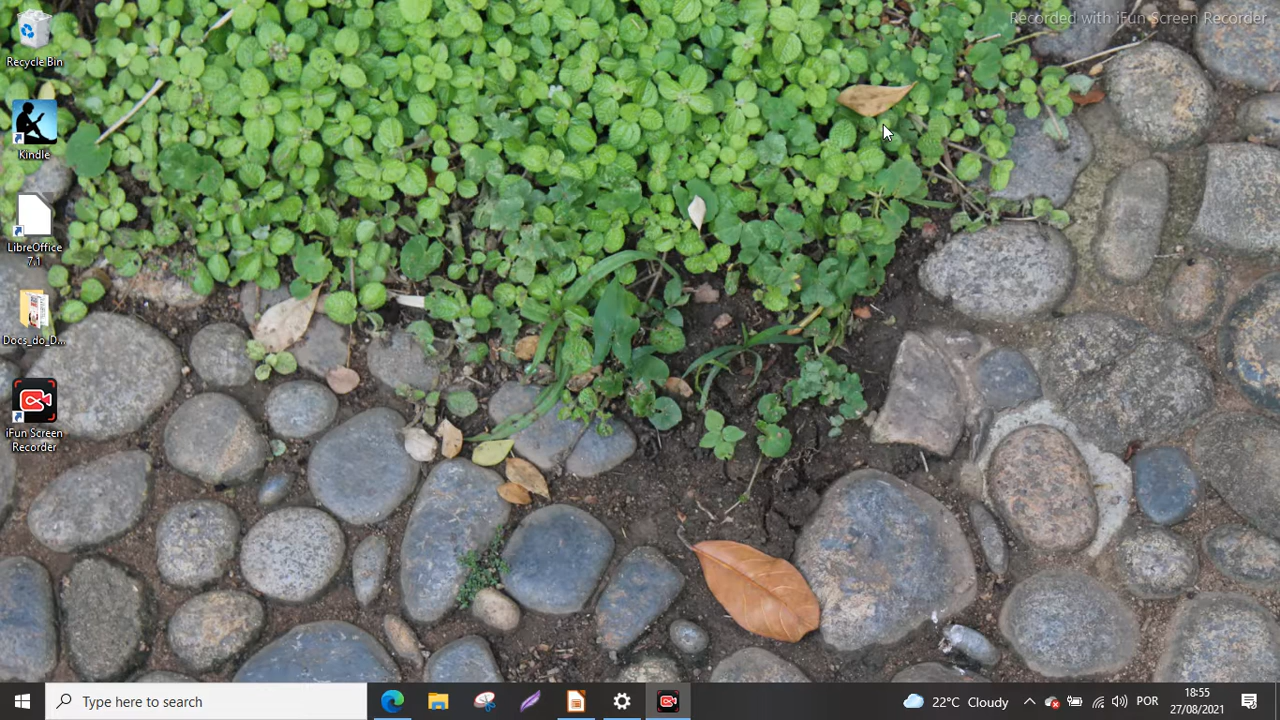 Recorded with iFun Screen Recorder
Recycle Bin
Kindle
LibreOffice
7.1
Docs_do_D...
iFun Screen
Recorder
Type here to search
22°C Cloudy
POR
18:55
27/08/2021